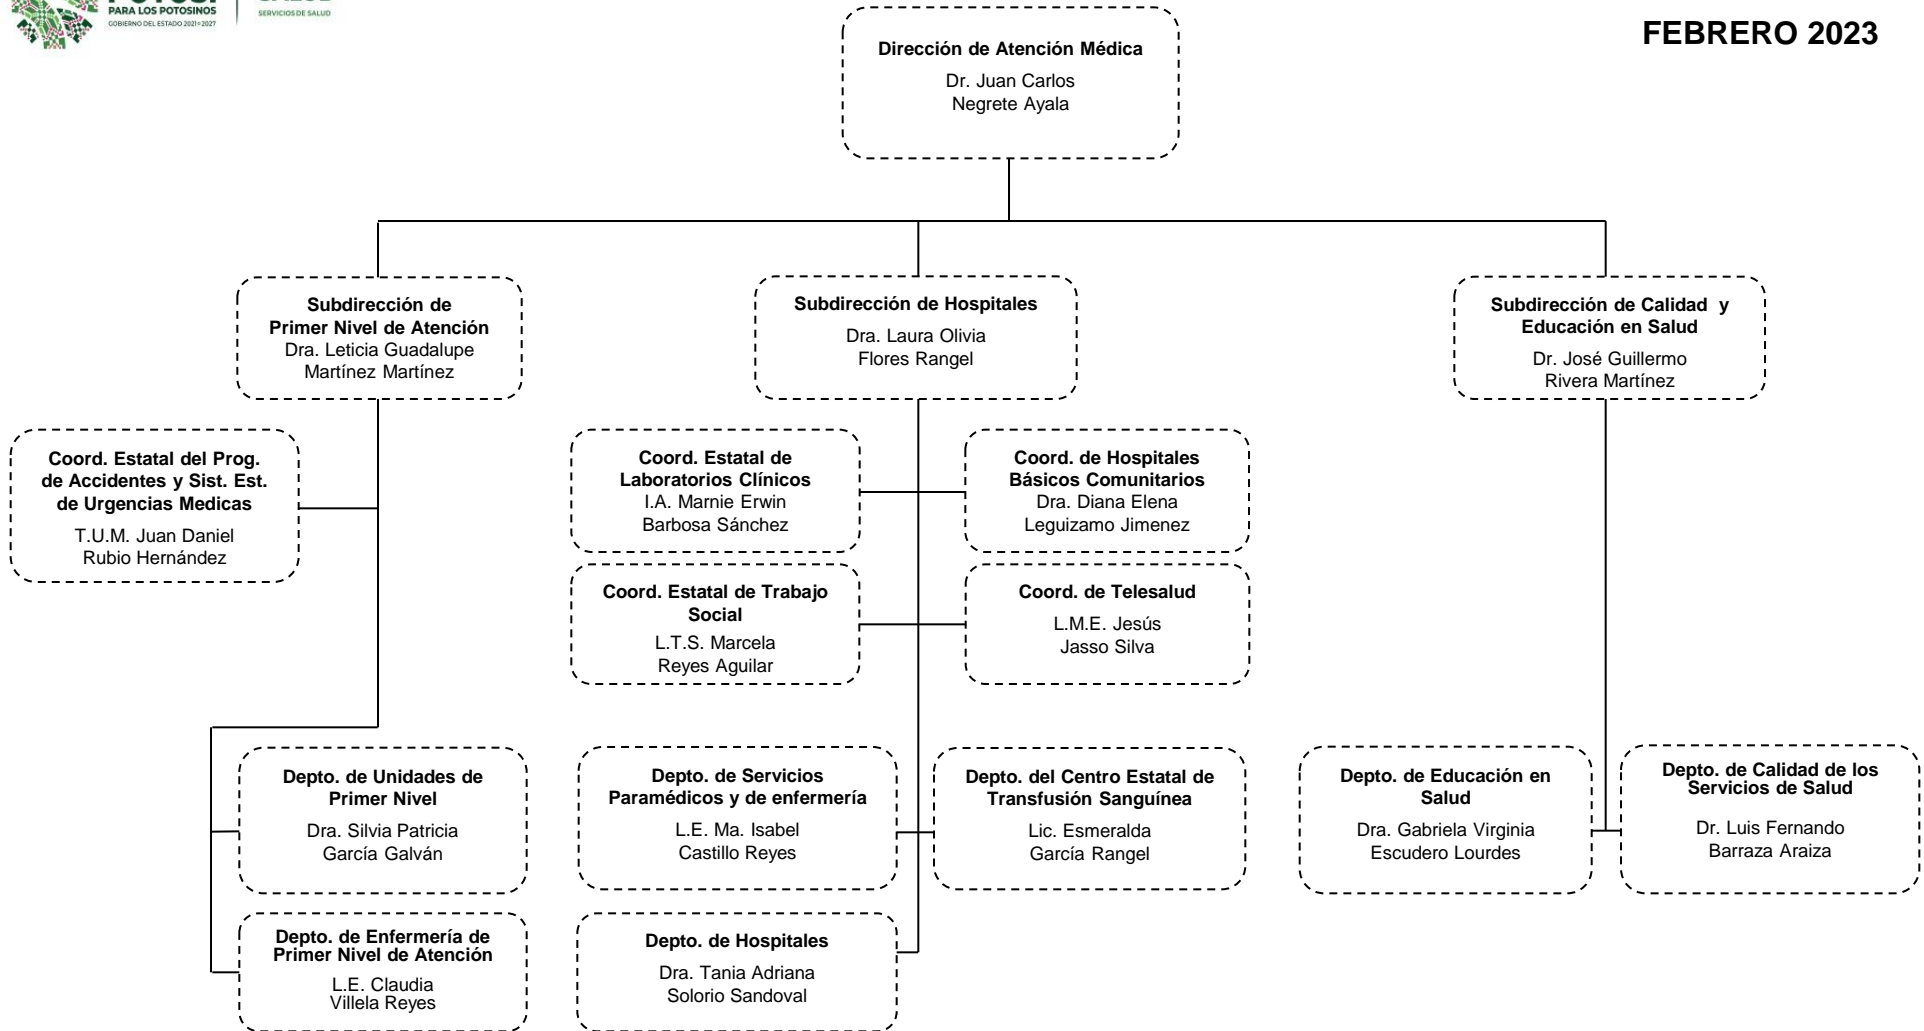 PARA LOS POTOSINOS
GOBIERNO DEL ESTADO 2021-2027
SERVICIOS DE SALUD
FEBRERO 2023
Dirección de Atención Médica
Dr. Juan Carlos
Negrete Ayala
Subdirección de
Primer Nivel de Atención
Dra. Leticia Guadalupe
Martínez Martínez
Subdirección de Hospitales
Dra. Laura Olivia
Flores Rangel
Subdirección de Calidad y
Educación en Salud
Dr. José Guillermo
Rivera Martínez
Coord. Estatal del Prog.
de Accidentes y Sist. Est.
de Urgencias Medicas
T.U.M. Juan Daniel
Rubio Hernández
Coord. Estatal de
Laboratorios Clínicos
I.A. Marnie Erwin
Barbosa Sánchez
Coord. de Hospitales
Básicos Comunitarios
Dra. Diana Elena
Leguizamo Jimenez
Coord. Estatal de Trabajo
Social
L.T.S. Marcela
Reyes Aguilar
Coord. de Telesalud
L.M.E. Jesús
Jasso Silva
Depto. de Unidades de
Primer Nivel
Dra. Silvia Patricia
García Galván
Depto. de Servicios
Paramédicos y de enfermería
L.E. Ma. Isabel
Castillo Reyes
Depto. del Centro Estatal de
Transfusión Sanguínea
Lic. Esmeralda
García Rangel
Depto. de Educación en
Salud
Dra. Gabriela Virginia
Escudero Lourdes
Depto. de Calidad de los
Servicios de Salud
Dr. Luis Fernando
Barraza Araiza
Depto. de Enfermería de
Primer Nivel de Atención
L.E. Claudia
Villela Reyes
Depto. de Hospitales
Dra. Tania Adriana
Solorio Sandoval